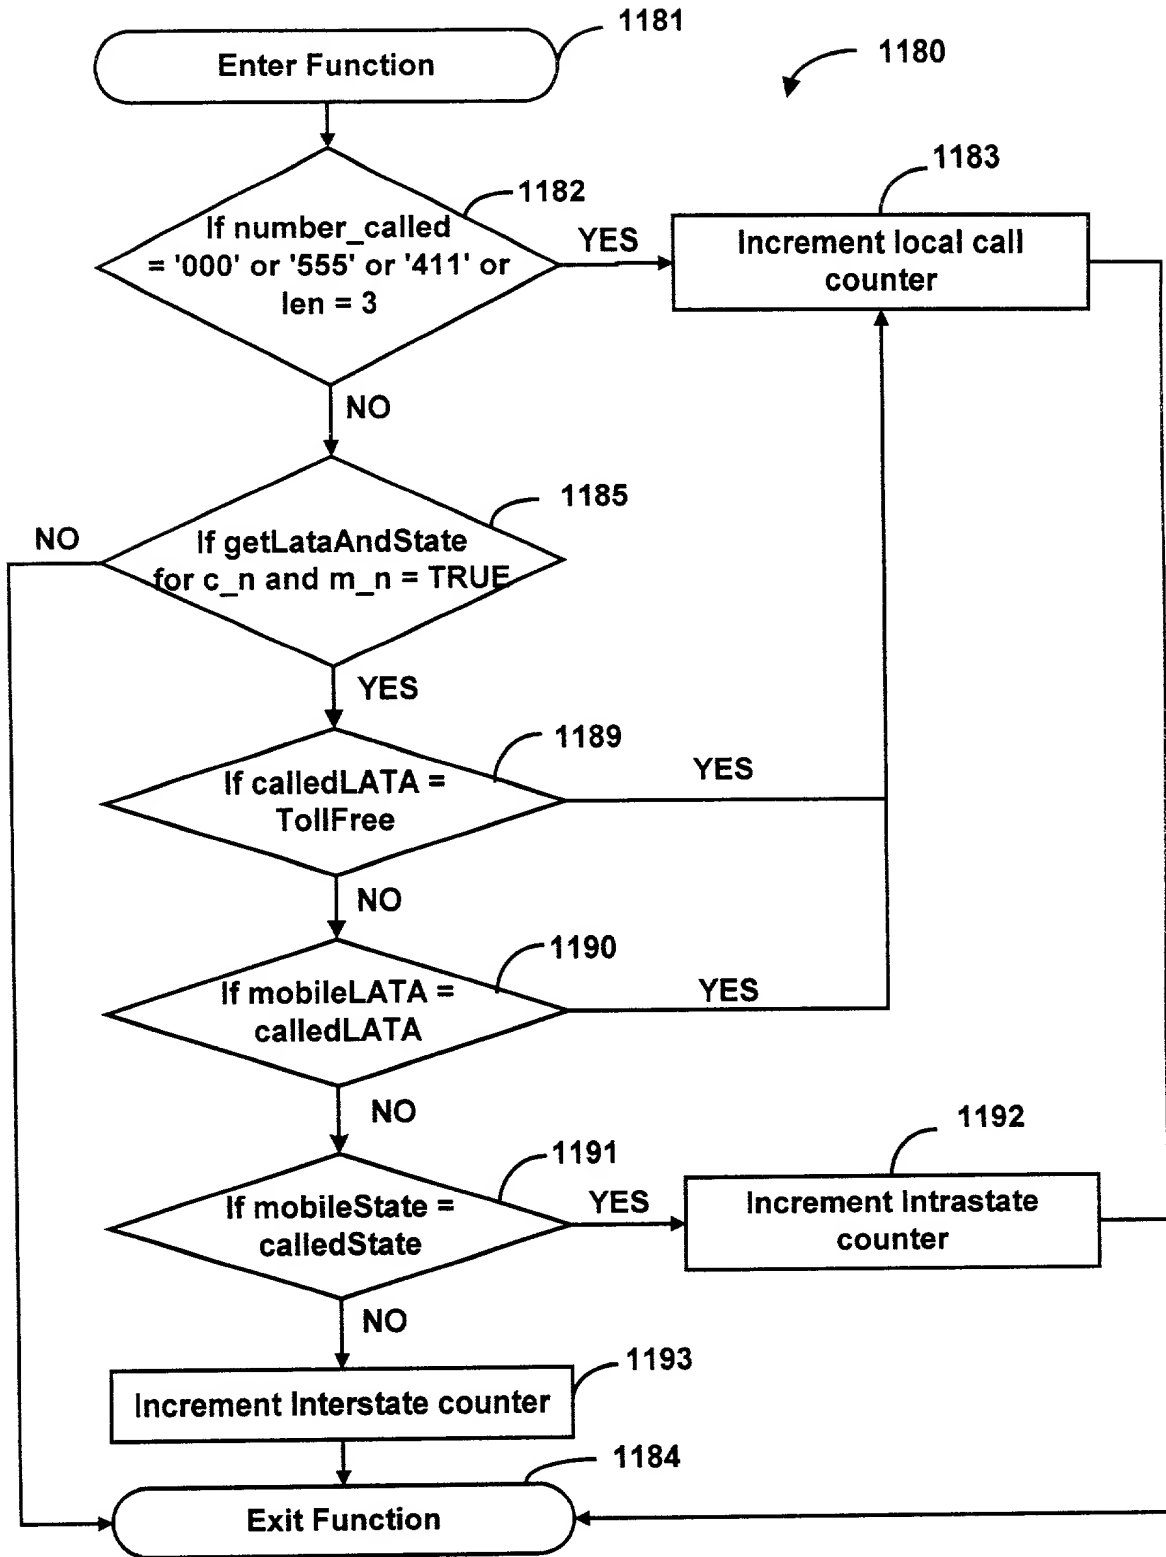 1181
Enter Function
1180
1183
1182
If number_called
= '000' or '555' or '411' or
len = 3
YES
Increment local call
counter
NO
1185
NO
If getLataAndState
for c_n and m_n = TRUE
YES
1189
If calledLATA =
TollFree
YES
NO
1190
If mobileLATA =
calledLATA
YES
NO
1192
1191
If mobileState =
calledState
YES
Increment Intrastate
counter
NO
1193
Increment Interstate counter
1184
Exit Function